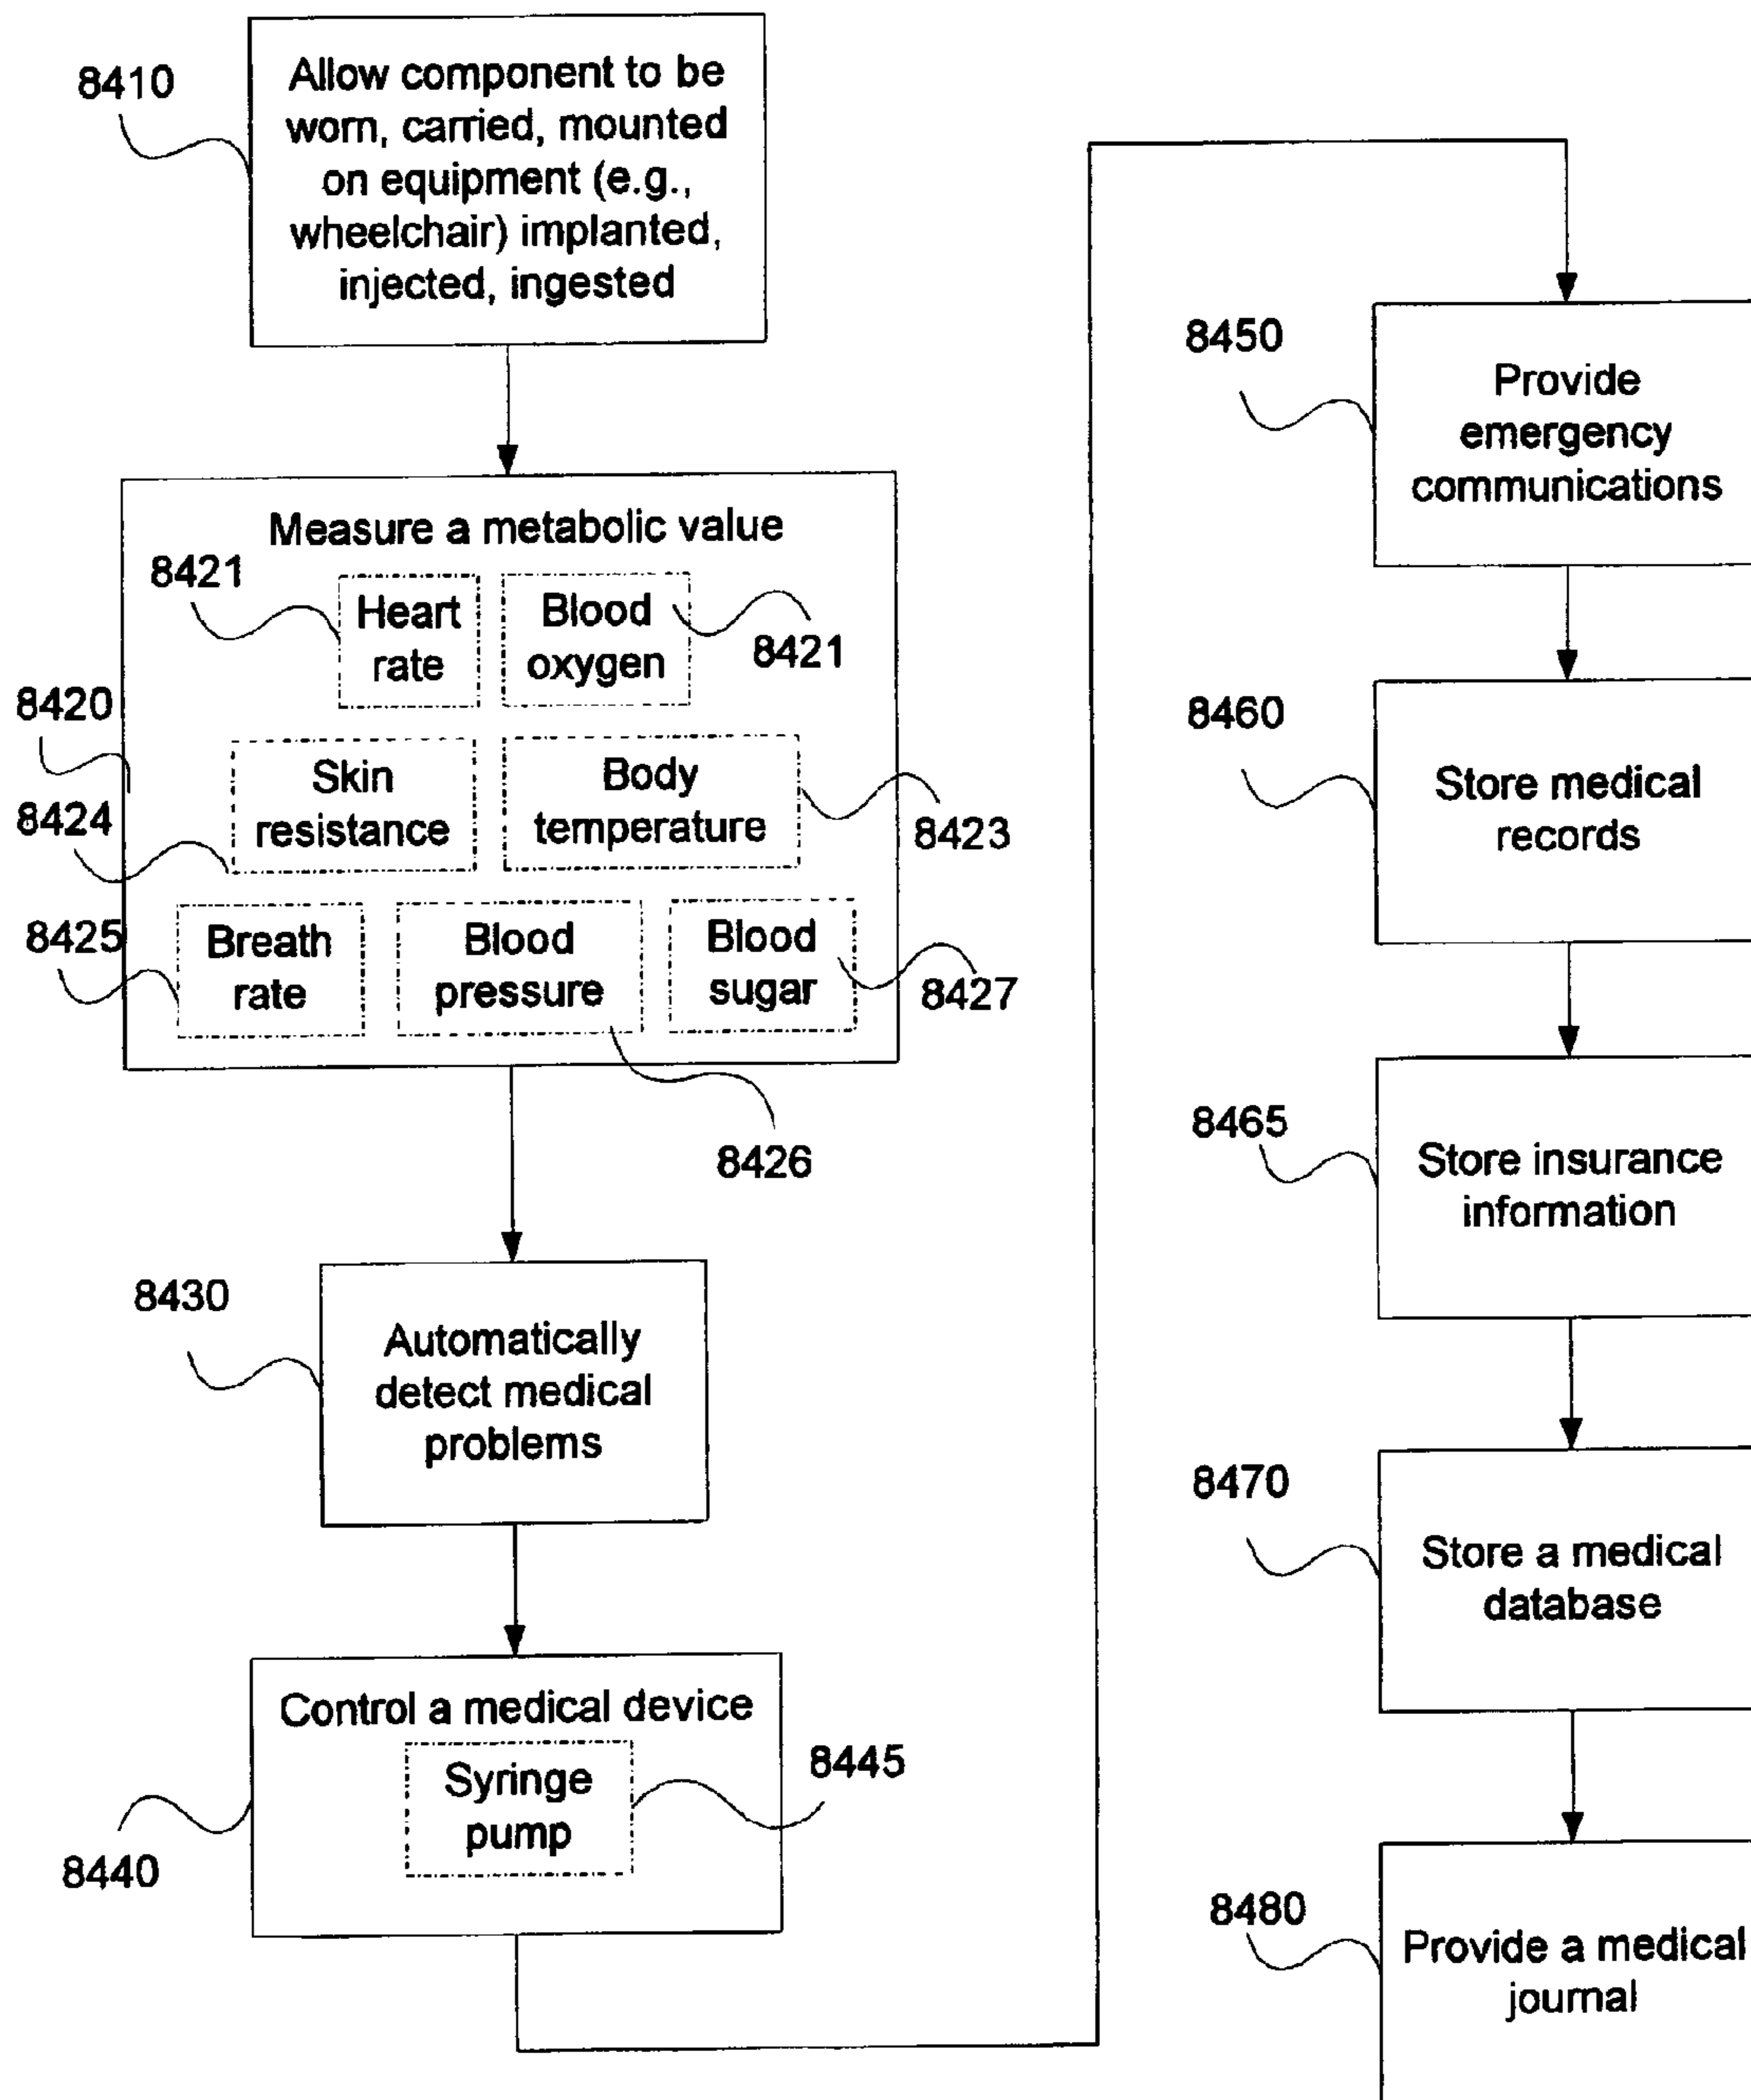 8410
Allow component to be
worn, carried, mounted
on equipment (e.g.,
wheelchair) implanted,
injected, ingested
8420
Measure a metabolic value
8421
Heart
rate
Blood
oxygen
8421
Skin
resistance
8424
Body
temperature
8423
8425
Breath
rate
Blood
pressure
8426
Blood
sugar
8427
8430
Automatically
detect medical
problems
8440
Control a medical device
Syringe
pump
8445
8450
Provide
emergency
communications
8460
Store medical
records
8465
Store insurance
information
8470
Store a medical
database
8480
Provide a medical
journal